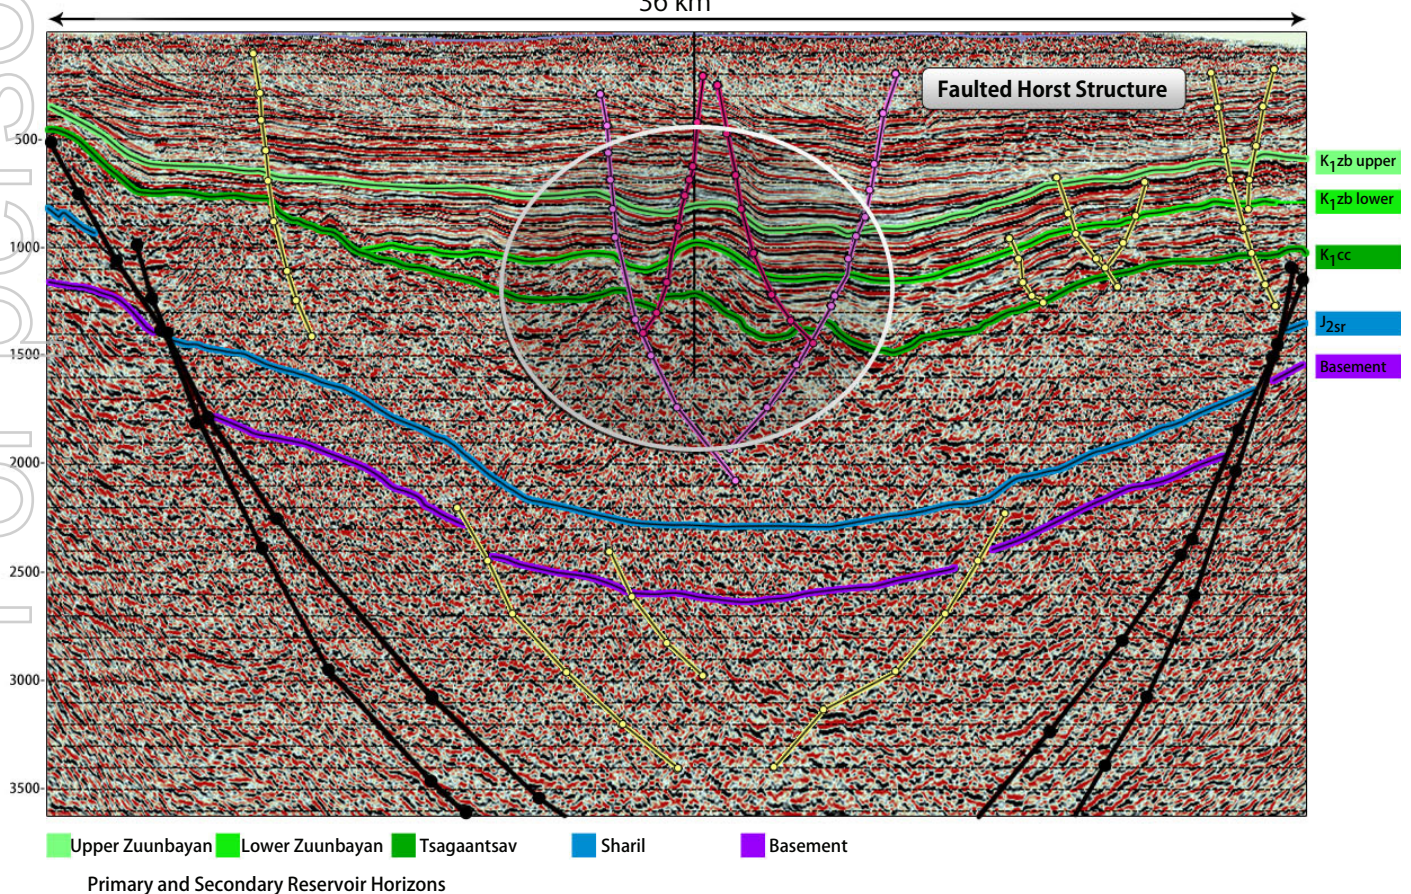 36 km
Faulted Horst Structure
500-
1000-
1500-
2000-
2500-
3000-
3500-
K1zb upper
K1zb lower
K1cc
J2sr
Basement
Upper Zuunbayan Lower Zuunbayan Tsagaantsav Sharil Basement
Primary and Secondary Reservoir Horizons